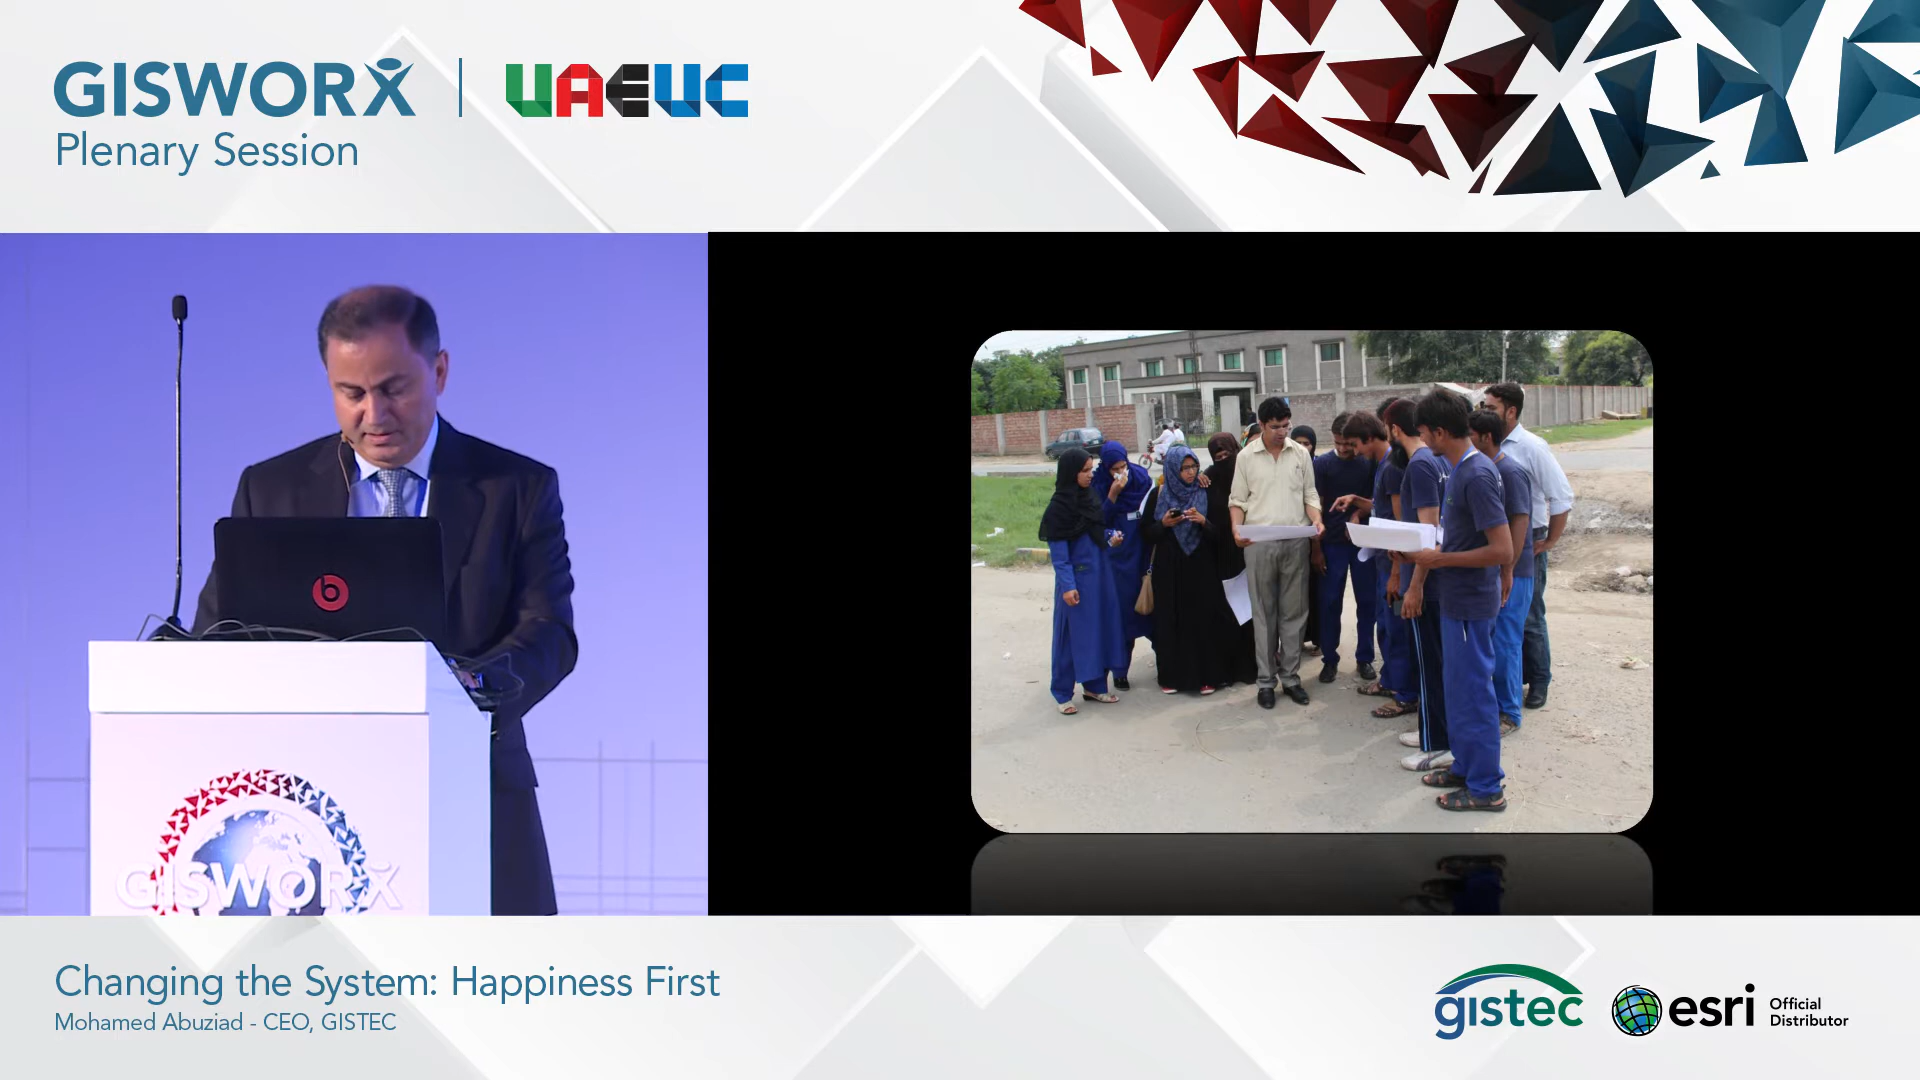 GISWORX
UAEUC
Plenary Session
b
GISWORX
Changing the System: Happiness First
Mohamed Abuziad - CEO, GISTEC
gistec
esri
Official
Distributor